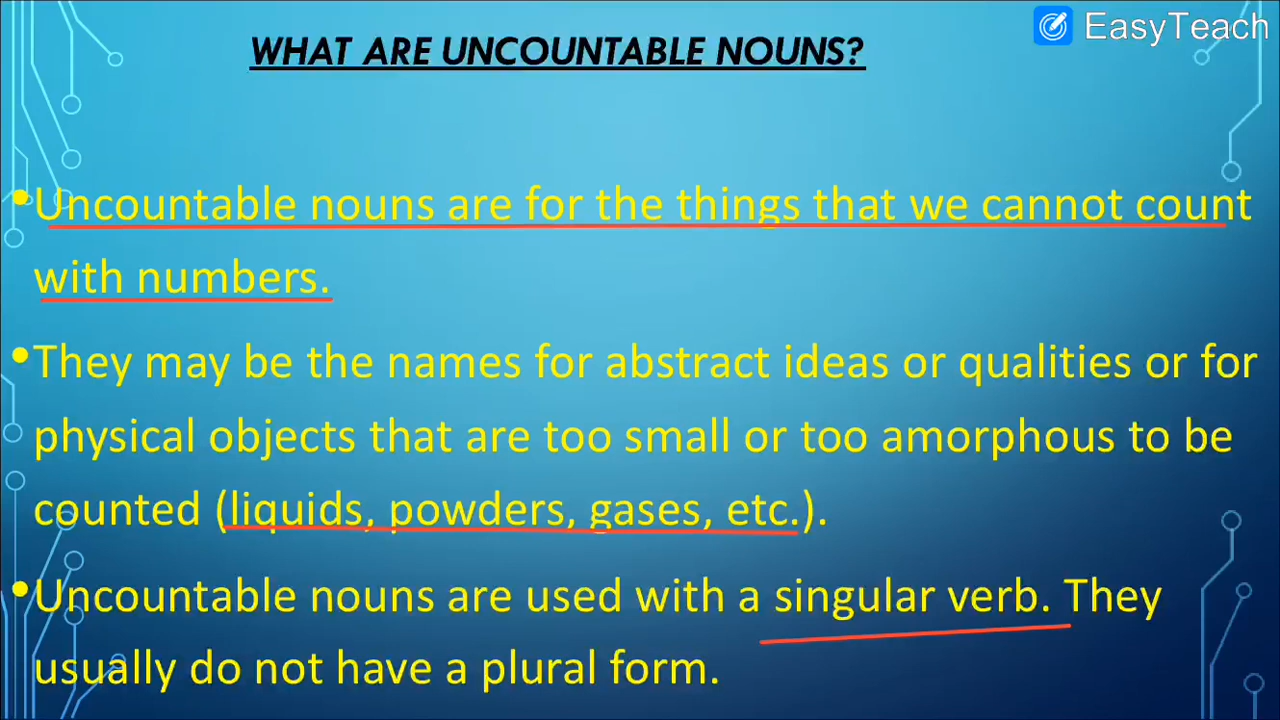 EasyTeach
WHAT ARE UNCOUNTABLE NOUNS?
•Uncountable nouns are for the things that we cannot count
with numbers.
•They may be the names for abstract ideas or qualities or for
physical objects that are too small or too amorphous to be
counted (liquids, powders, gases, etc.).
•Uncountable nouns are used with a singular verb. They
usually do not have a plural form.